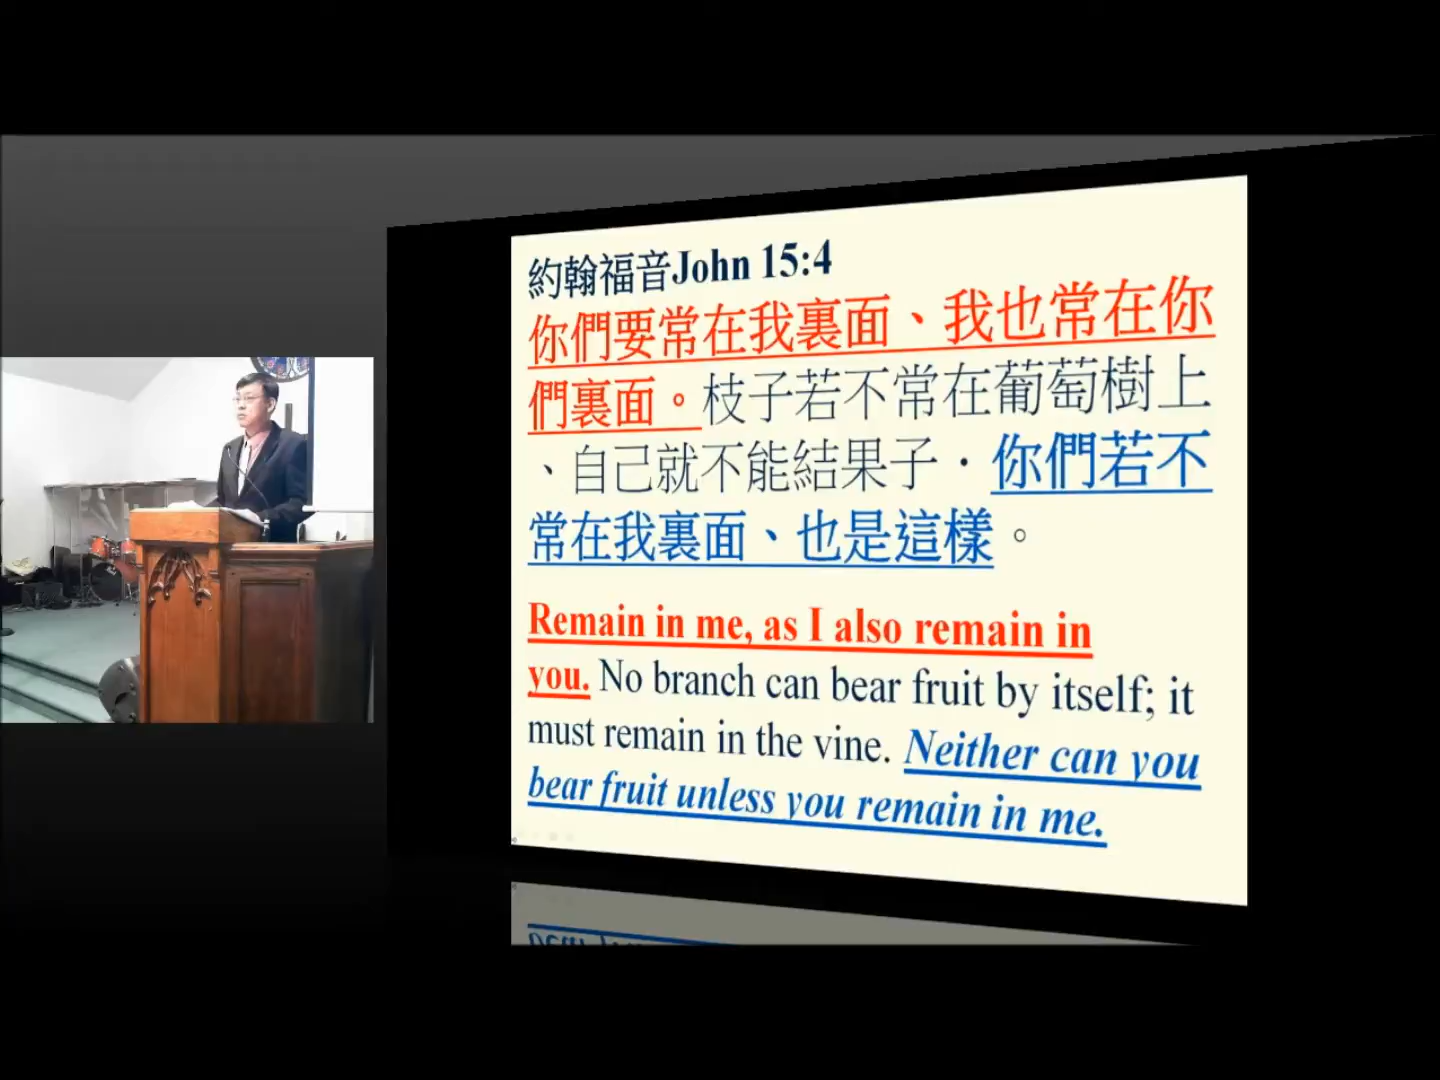 約翰福音John 15:4
你們要常在我裏面、我也常在你
們裏面。枝子若不常在葡萄樹上
、自己就不能結果子．你們若不
常在我裏面、也是這樣。
Remain in me, as I also remain in
you. No branch can bear fruit by itself; it
must remain in the vine. Neither can you
bear fruit unless you remain in me.